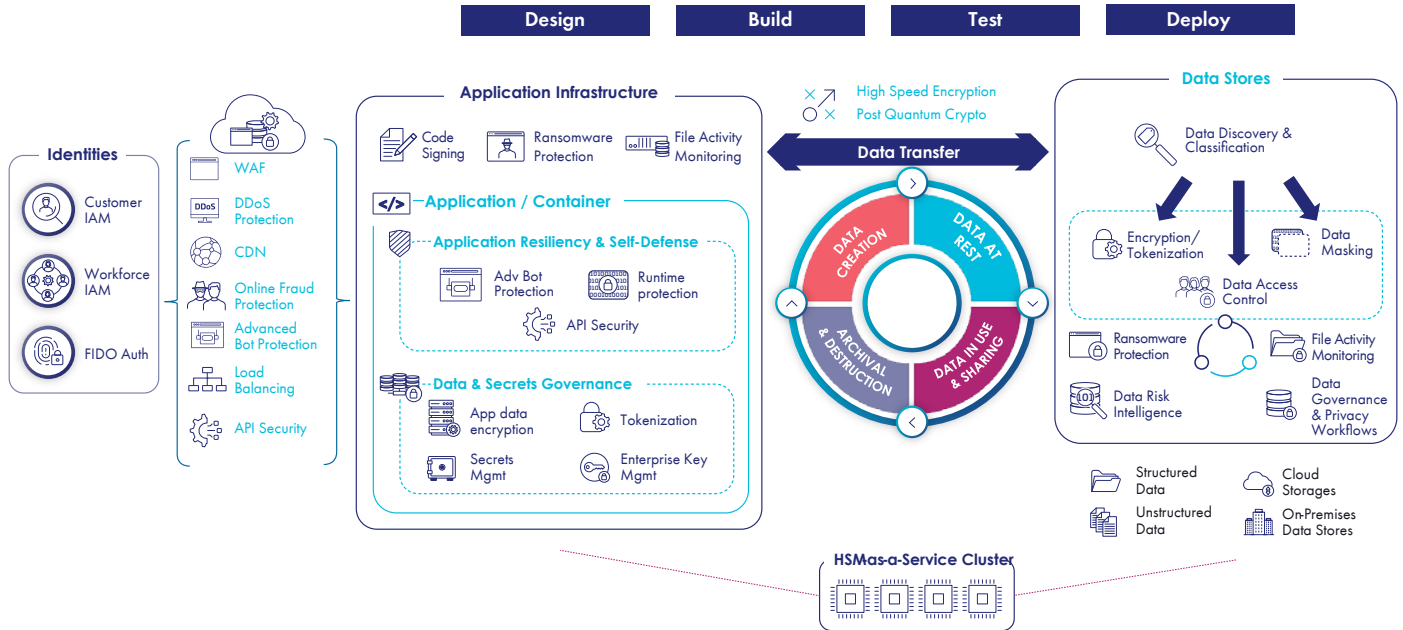 Design
Build
Test
Deploy
Identities
Customer
IAM
Workforce
IAM
FIDO Auth
WAF
DDoS
DDoS
Protection
CDN
Online Fraud
Protection
Advanced
Bot Protection
Load
Balancing
API Security
Application Infrastructure
Code
Signing
Ransomware
Protection
File Activity
Monitoring
</>
Application / Container
Application Resiliency & Self-Defense
Adv Bot
Protection
Runtime
protection
API Security
Data & Secrets Governance
App data
encryption
Tokenization
Secrets
Mgmt
Enterprise Key
Mgmt
High Speed Encryption
Post Quantum Crypto
Data Transfer
DATA
CREATION
DATA AT
REST
DATA IN USE
& SHARING
ARCHIVAL
& DESTRUCTION
Data Stores
Data Discovery &
Classification
Encryption/
Tokenization
Data
Masking
Data Access
Control
Ransomware
Protection
File Activity
Monitoring
101
Data Risk
Intelligence
Data
Governance
& Privacy
Workflows
Structured
Data
Cloud
Storages
Unstructured
Data
On-Premises
Data Stores
HSMas-a-Service Cluster